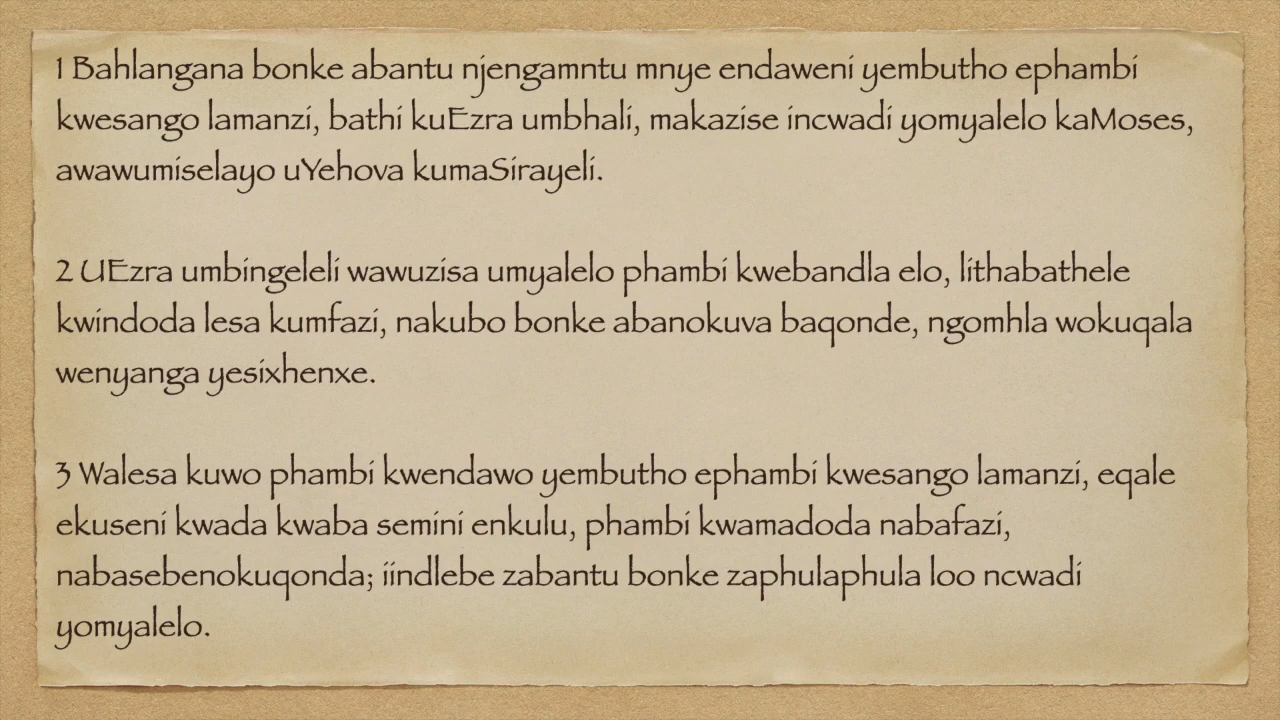 1 Bahlangana bonke abantu njengamntu mnye endaweni yembutho ephambi
kwesango lamanzi, bathi kuEzra umbhali, makazise incwadi yomyalelo kaMoses,
awawumiselayo uYehova kumaSirayeli.
2 UEzra umbingeleli wawuzisa umyalelo phambi kwebandla elo, lithabathele
kwindoda lesa kumfazi, nakubo bonke abanokuva baqonde, ngomhla wokuqala
wenyanga yesixhenxe.
3 Walesa kuwo phambi kwendawo yembutho ephambi kwesango lamanzi, eqale
ekuseni kwada kwaba semini enkulu, phambi kwamadoda nabafazi,
nabasebenokuqonda; iindlebe zabantu bonke zaphulaphula loo ncwadi
yomyalelo.